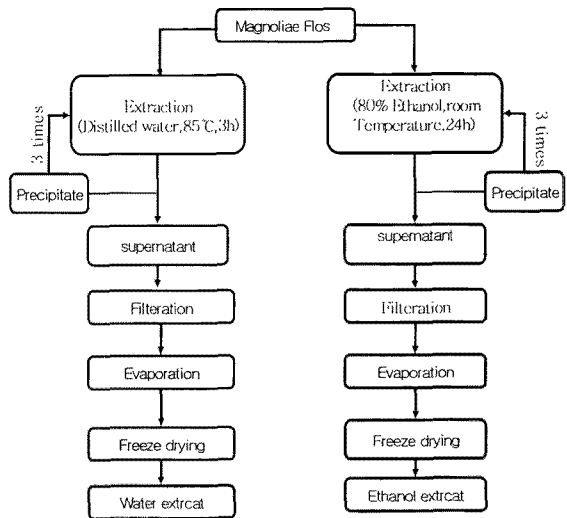 Magnoliae Flos
Extraction
(Distilled water,85℃,3h)
3 times
Precipitate
supernatant
Filteration
Evaporation
Freeze drying
Water extrcat
Extraction
(80% Ethanol,room
Temperature,24h)
3 times
Precipitate
supernatant
Filteration
Evaporation
Freeze drying
Ethanol extrcat